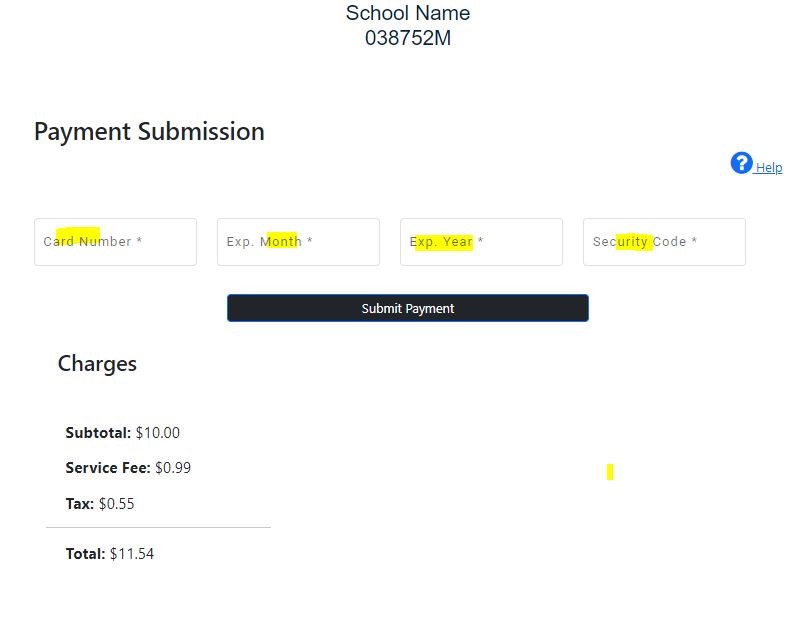 School Name
038752M
Payment Submission
Help
Card Number * Exp. Month * Exp. Year * Security Code *
Submit Payment
Charges
Subtotal: $10.00
Service Fee: $0.99
Tax: $0.55
Total: $11.54